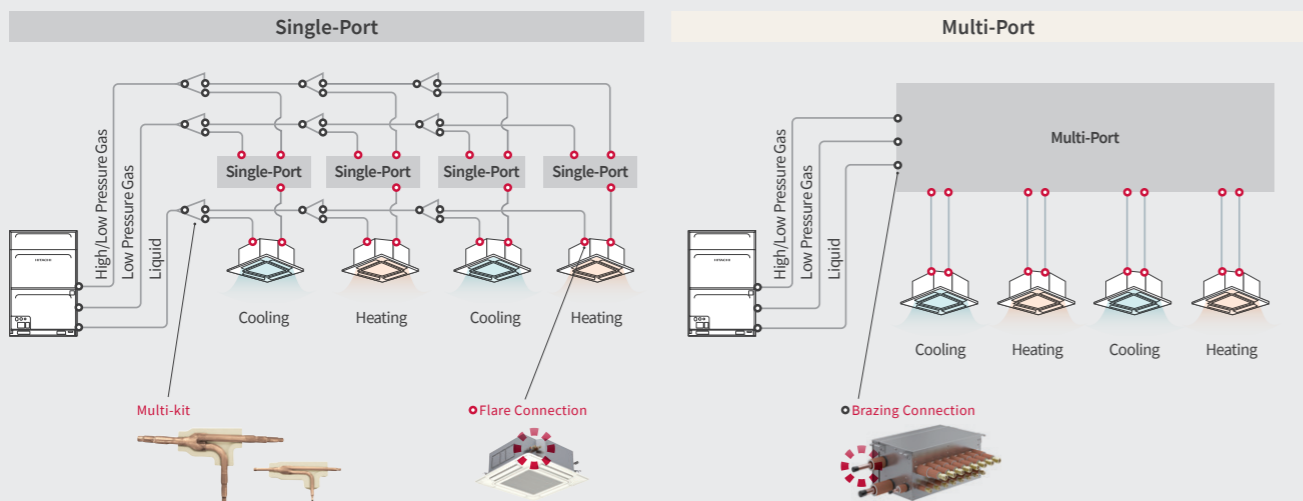 Single-Port
Multi-Port
High/Low Pressure Gas
Low Pressure Gas
Liquid
Single-Port
Single-Port
Single-Port
Single-Port
HITACHI
Cooling
Heating
Cooling
Heating
Multi-kit
Flare Connection
High/Low Pressure Gas
Low Pressure Gas
Liquid
Multi-Port
HITACHI
Cooling
Heating
Cooling
Heating
Brazing Connection